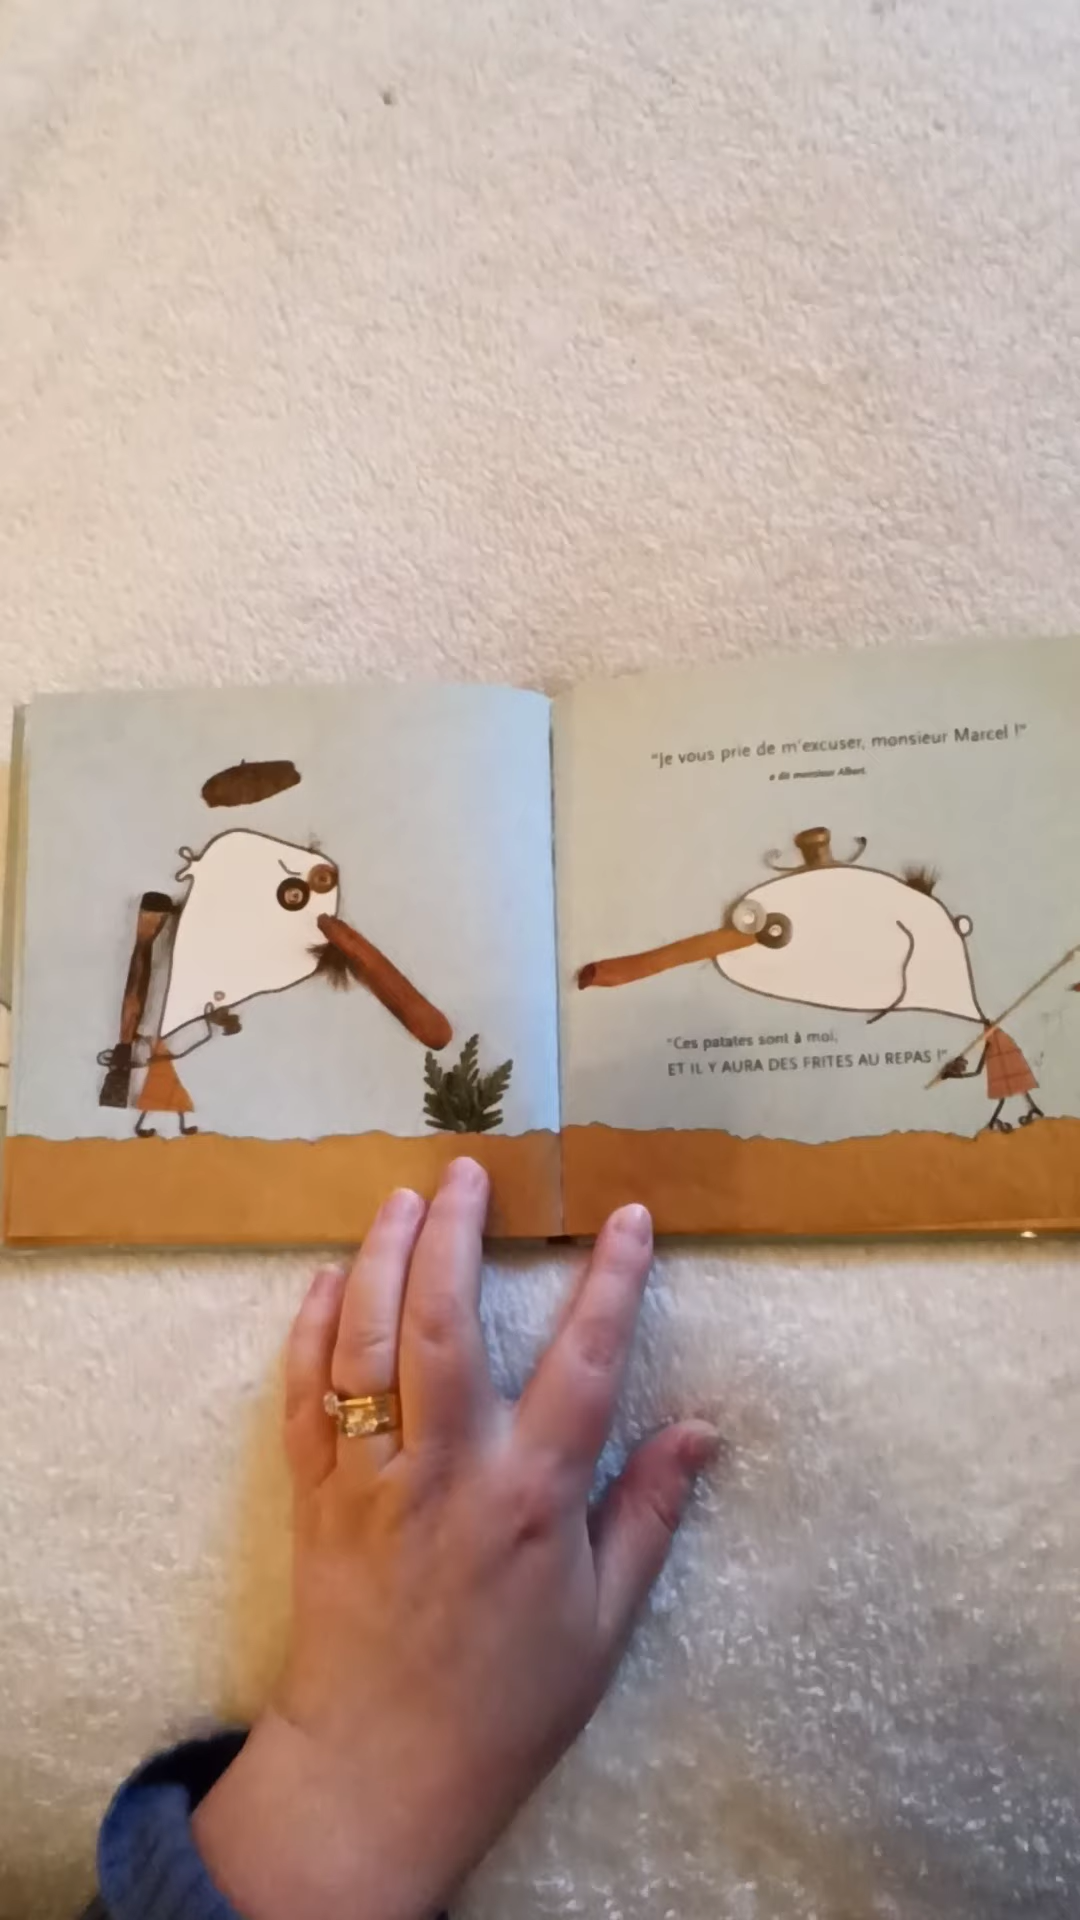 "Je vous prie de m'excuser, monsieur Marcel !"
a dit monsieur Albert.
"Ces patates sont à moi,
ET IL Y AURA DES FRITES AU REPAS !"